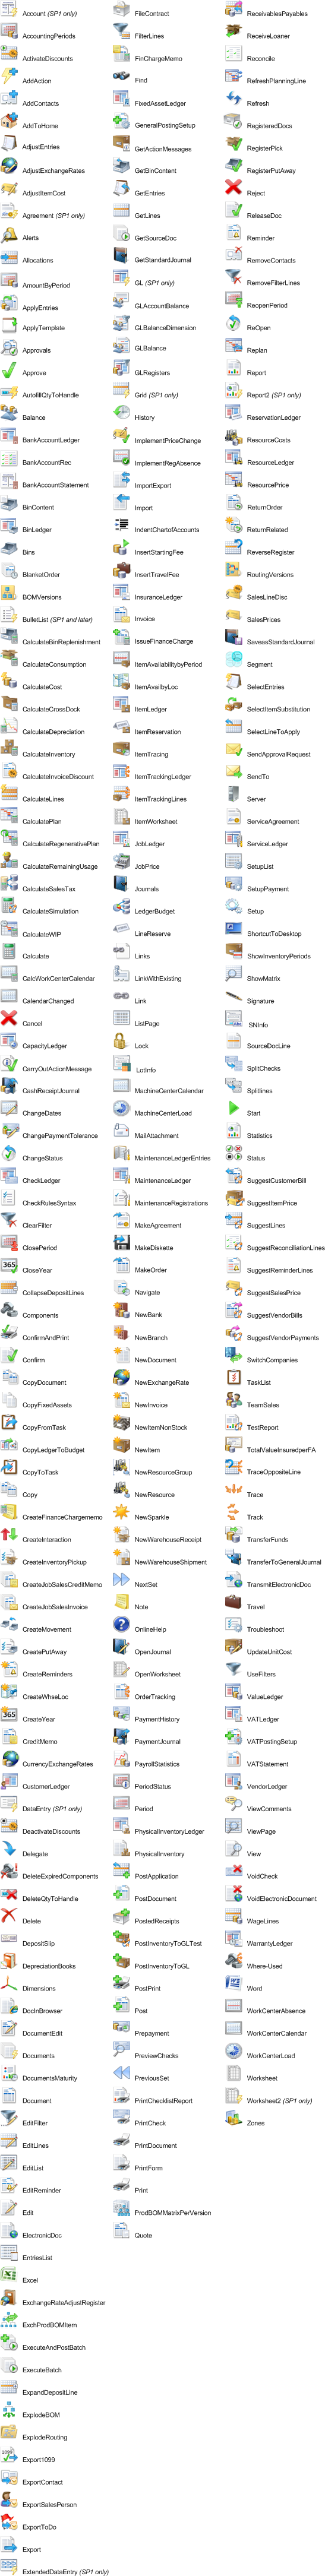 Account (SP1 only)
AccountingPeriods
ActivateDiscounts
AddAction
AddContacts
AddToHome
AdjustEntries
AdjustExchangeRates
AdjustItemCost
Agreement (SP1 only)
Alerts
Allocations
AmountByPeriod
ApplyEntries
ApplyTemplate
Approvals
Approve
AutofillQtyToHandle
Balance
BankAccountLedger
BankAccountRec
BankAccountStatement
BinContent
BinLedger
Bins
BlanketOrder
BOMVersions
BulletList (SP1 and later)
CalculateBinReplenishment
CalculateConsumption
CalculateCost
CalculateCrossDock
CalculateDepreciation
CalculateInventory
CalculateInvoiceDiscount
CalculateLines
CalculatePlan
CalculateRegenerativePlan
CalculateRemainingUsage
CalculateSalesTax
CalculateSimulation
CalculateWIP
Calculate
CalcWorkCenterCalendar
CalendarChanged
Cancel
CapacityLedger
CarryOutActionMessage
CashReceiptJournal
ChangeDates
ChangePaymentTolerance
ChangeStatus
CheckLedger
CheckRulesSyntax
ClearFilter
ClosePeriod
365 CloseYear
CollapseDepositLines
Components
ConfirmAndPrint
Confirm
CopyDocument
CopyFixedAssets
CopyFromTask
CopyLedgerToBudget
CopyToTask
Copy
CreateFinanceChargememo
CreateInteraction
CreateInventoryPickup
CreateJobSalesCreditMemo
CreateJobSalesInvoice
CreateMovement
CreatePutAway
CreateReminders
CreateWhseLoc
365 CreateYear
CreditMemo
CurrencyExchangeRates
CustomerLedger
DataEntry (SP1 only)
DeactivateDiscounts
Delegate
DeleteExpiredComponents
DeleteQtyToHandle
Delete
DepositSlip
DepreciationBooks
Dimensions
DocInBrowser
DocumentEdit
Documents
DocumentsMaturity
Document
EditFilter
EditLines
EditList
EditReminder
Edit
ElectronicDoc
EntriesList
Excel
ExchangeRateAdjustRegister
ExchProdBOMItem
ExecuteAndPostBatch
ExecuteBatch
ExpandDepositLine
ExplodeBOM
ExplodeRouting
1099 Export1099
ExportContact
ExportSalesPerson
ExportToDo
Export
ExtendedDataEntry (SP1 only)
FileContract
FilterLines
FinChargeMemo
Find
FixedAssetLedger
GeneralPostingSetup
GetActionMessages
GetBinContent
GetEntries
GetLines
GetSourceDoc
GetStandardJournal
GL (SP1 only)
GLAccountBalance
GLBalanceDimension
GLBalance
GLRegisters
Grid (SP1 only)
History
ImplementPriceChange
ImplementRegAbsence
ImportExport
Import
IndentChartofAccounts
InsertStartingFee
InsertTravelFee
InsuranceLedger
Invoice
IssueFinanceCharge
ItemAvailabilitybyPeriod
ItemAvailbyLoc
ItemLedger
ItemReservation
ItemTracing
ItemTrackingLedger
ItemTrackingLines
ItemWorksheet
JobLedger
JobPrice
Journals
LedgerBudget
LineReserve
Links
LinkWithExisting
Link
ListPage
Lock
LotInfo
MachineCenterCalendar
MachineCenterLoad
MailAttachment
MaintenanceLedgerEntries
MaintenanceLedger
MaintenanceRegistrations
MakeAgreement
MakeDiskette
MakeOrder
Navigate
NewBank
NewBranch
NewDocument
NewExchangeRate
NewInvoice
NewItemNonStock
NewItem
NewResourceGroup
NewResource
NewSparkle
NewWarehouseReceipt
NewWarehouseShipment
NextSet
Note
OnlineHelp
OpenJournal
OpenWorksheet
OrderTracking
PaymentHistory
PaymentJournal
PayrollStatistics
PeriodStatus
Period
PhysicalInventoryLedger
PhysicalInventory
PostApplication
PostDocument
PostedReceipts
PostInventoryToGLTest
PostInventoryToGL
PostPrint
Post
Prepayment
PreviewChecks
PreviousSet
PrintChecklistReport
PrintCheck
PrintDocument
PrintForm
Print
ProdBOMMatrixPerVersion
Quote
ReceivablesPayables
ReceiveLoaner
Reconcile
RefreshPlanningLine
Refresh
RegisteredDocs
RegisterPick
RegisterPutAway
Reject
ReleaseDoc
Reminder
RemoveContacts
RemoveFilterLines
ReopenPeriod
ReOpen
Replan
Report
Report2 (SP1 only)
ReservationLedger
ResourceCosts
ResourceLedger
ResourcePrice
ReturnOrder
ReturnRelated
ReverseRegister
RoutingVersions
SalesLineDisc
SalesPrices
SaveasStandardJournal
Segment
SelectEntries
SelectItemSubstitution
SelectLineToApply
SendApprovalRequest
SendTo
Server
ServiceAgreement
ServiceLedger
SetupList
SetupPayment
Setup
ShortcutToDesktop
ShowInventoryPeriods
ShowMatrix
Signature
SNInfo
SourceDocLine
SplitChecks
Splitlines
Start
Statistics
Status
SuggestCustomerBill
SuggestItemPrice
SuggestLines
SuggestReconciliationLines
SuggestReminderLines
SuggestSalesPrice
SuggestVendorBills
SuggestVendorPayments
SwitchCompanies
TaskList
TeamSales
TestReport
TotalValueInsuredperFA
TraceOppositeLine
Trace
Track
TransferFunds
TransferToGeneralJournal
TransmitElectronicDoc
Travel
Troubleshoot
UpdateUnitCost
UseFilters
ValueLedger
VATLedger
VATPostingSetup
VATStatement
VendorLedger
ViewComments
ViewPage
View
VoidCheck
VoidElectronicDocument
WageLines
WarrantyLedger
Where-Used
Word
WorkCenterAbsence
WorkCenterCalendar
WorkCenterLoad
Worksheet
Worksheet2 (SP1 only)
Zones